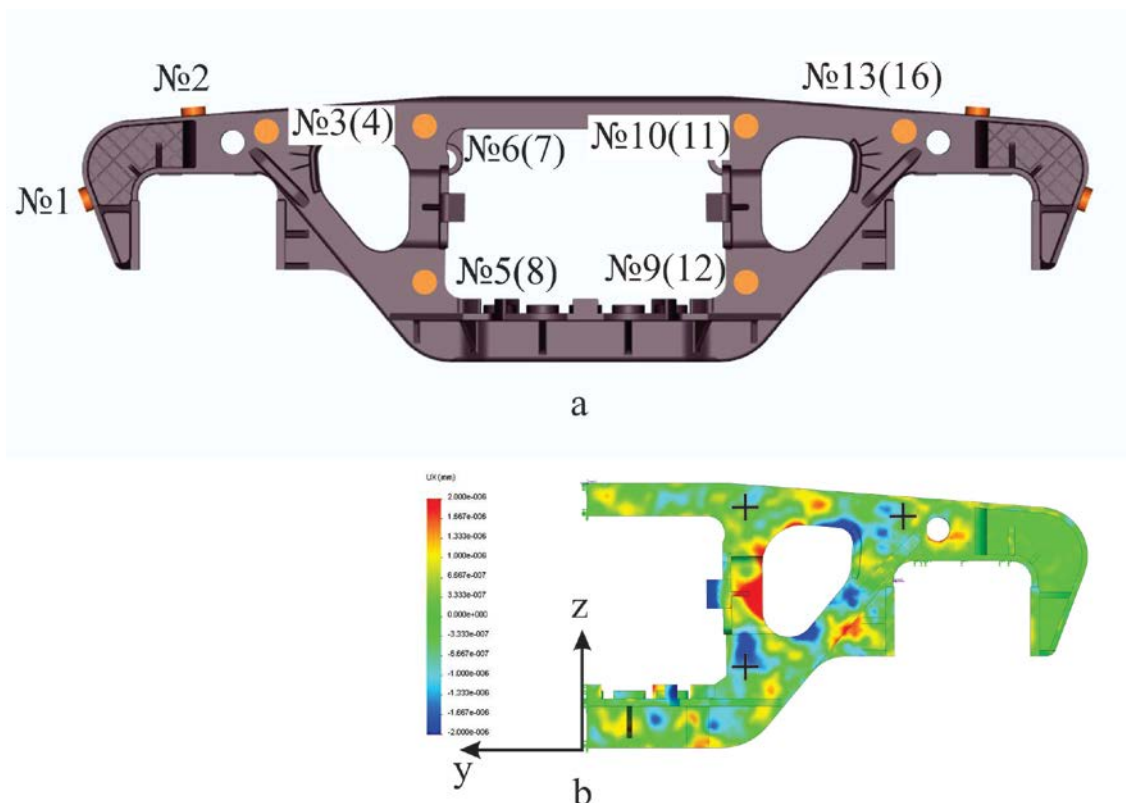 №2
№13(16)
№3(4)
№10(11)
№6(7)
№1
№5(8)
№9(12)
a
UX (mm)
2.000e-006
1.667e-006
1.333e-006
1.000e-006
6.667e-007
3.333e-007
0.000e+000
-3.333e-007
-6.667e-007
-1.000e-006
-1.333e-006
-1.667e-006
-2.000e-006
z
y
b